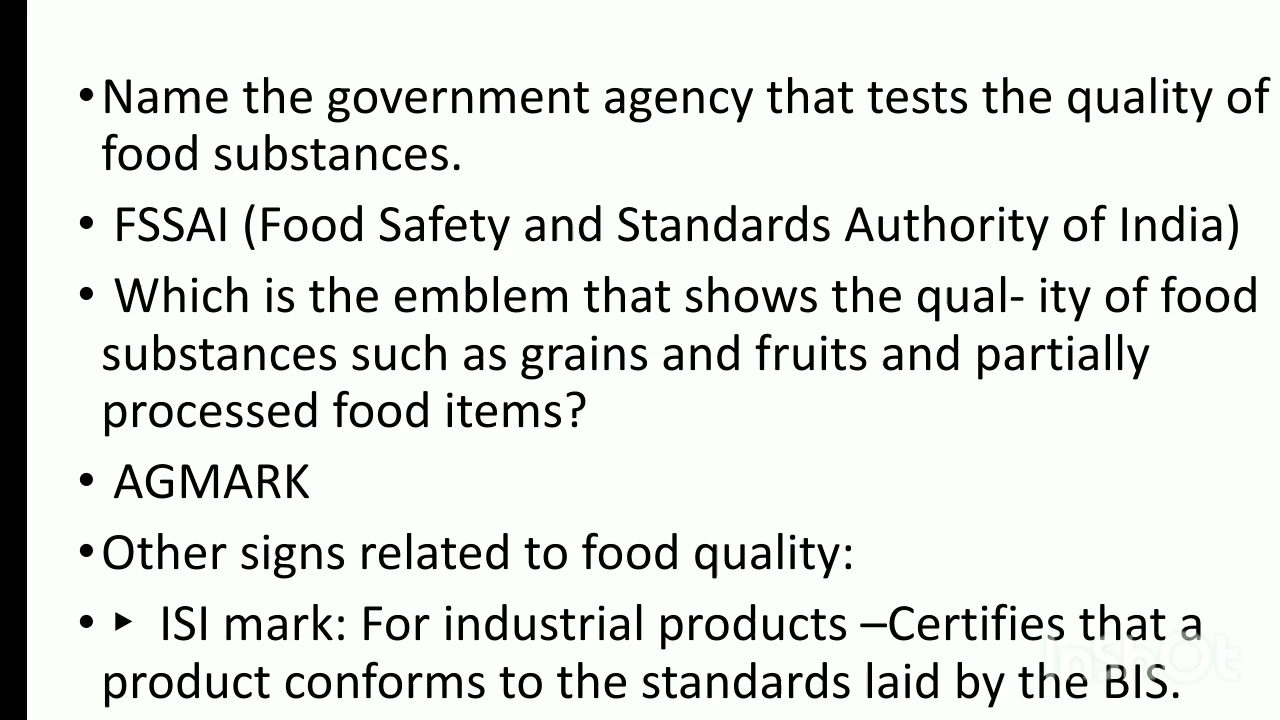 •Name the government agency that tests the quality of
food substances.
• FSSAI (Food Safety and Standards Authority of India)
• Which is the emblem that shows the qual- ity of food
substances such as grains and fruits and partially
processed food items?
• AGMARK
•Other signs related to food quality:
• ‣ ISI mark: For industrial products –Certifies that a
product conforms to the standards laid by the BIS.
InShOt